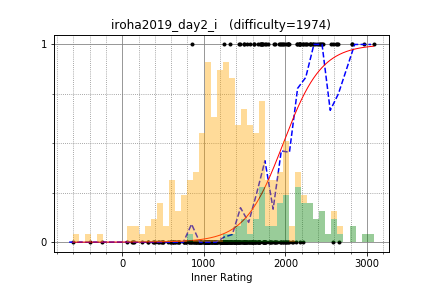 iroha2019_day2_i (difficulty=1974)
1
0
0 1000 2000 3000
Inner Rating